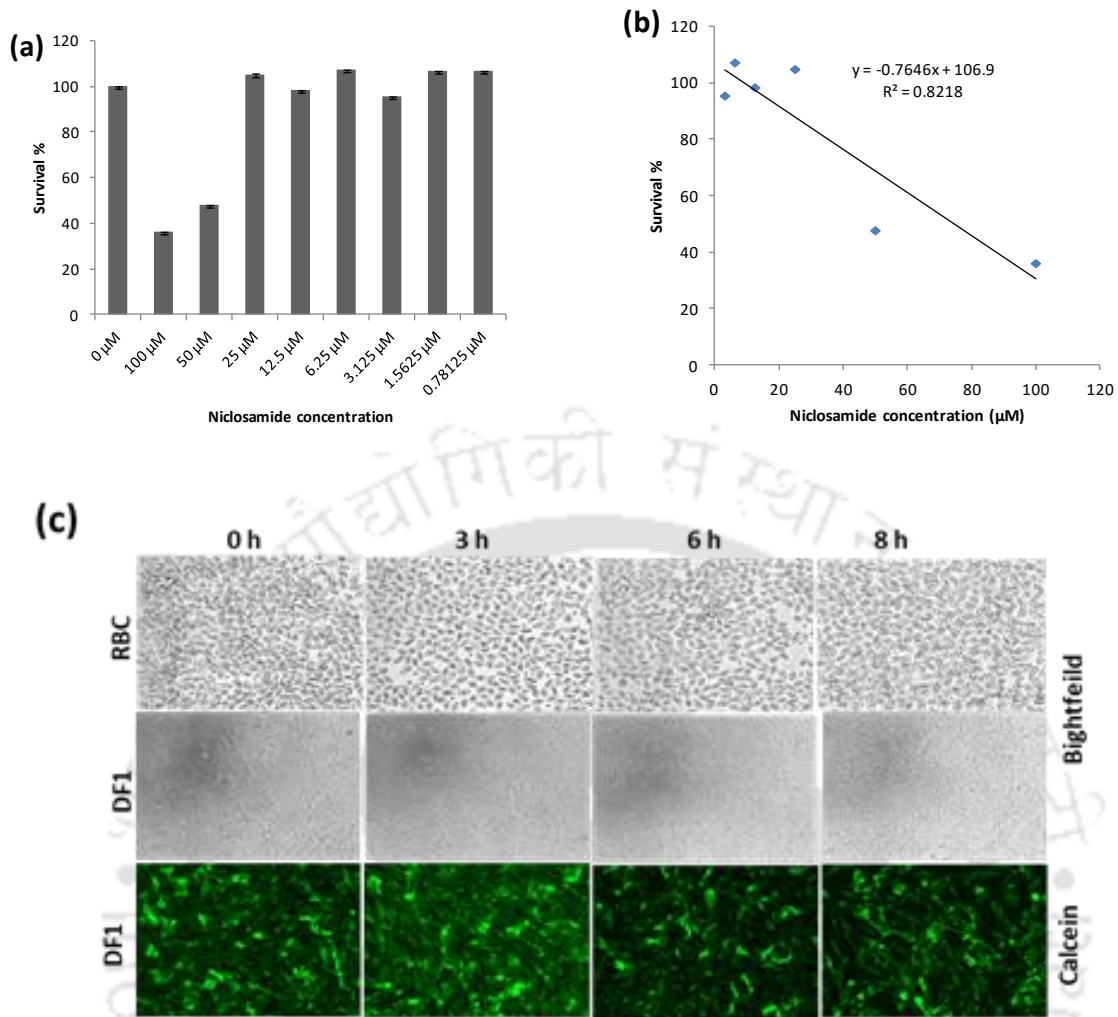 (a)
120
100
80
60
40
20
0
Survival %
0 µM
100 µM
50 µM
25 µM
12.5 µM
6.25 µM
3.125 µM
1.5625 µM
0.78125 µM
Niclosamide concentration
(b)
120
100
80
60
40
20
0
Survival %
y = -0.7646x + 106.9
R² = 0.8218
0 20 40 60 80 100 120
Niclosamide concentration (µM)
(c)
0 h 3 h 6 h 8 h
RBC
DF1
DF1
Bightfeild
Calcein